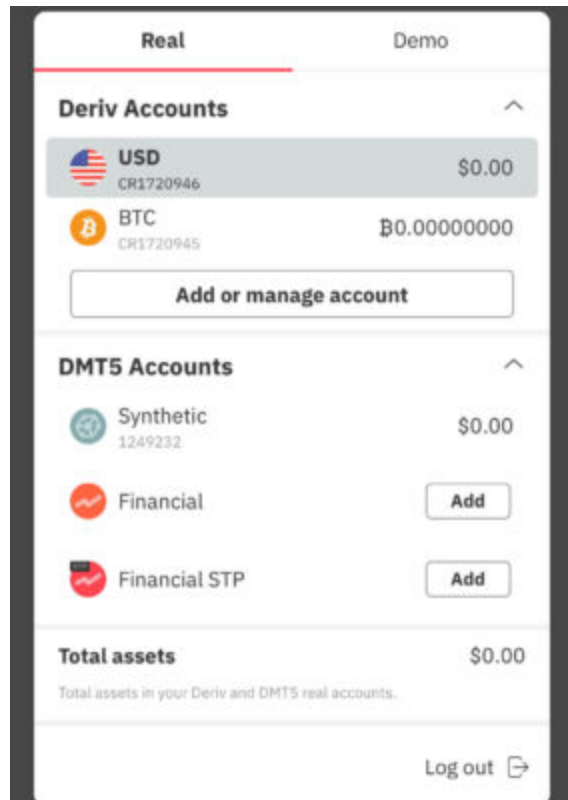 Real Demo
Deriv Accounts
USD $0.00
CR1720946
BTC ₿0.00000000
CR1720945
Add or manage account
DMT5 Accounts
Synthetic $0.00
1249232
Financial Add
Financial STP Add
Total assets $0.00
Total assets in your Deriv and DMT5 real accounts.
Log out